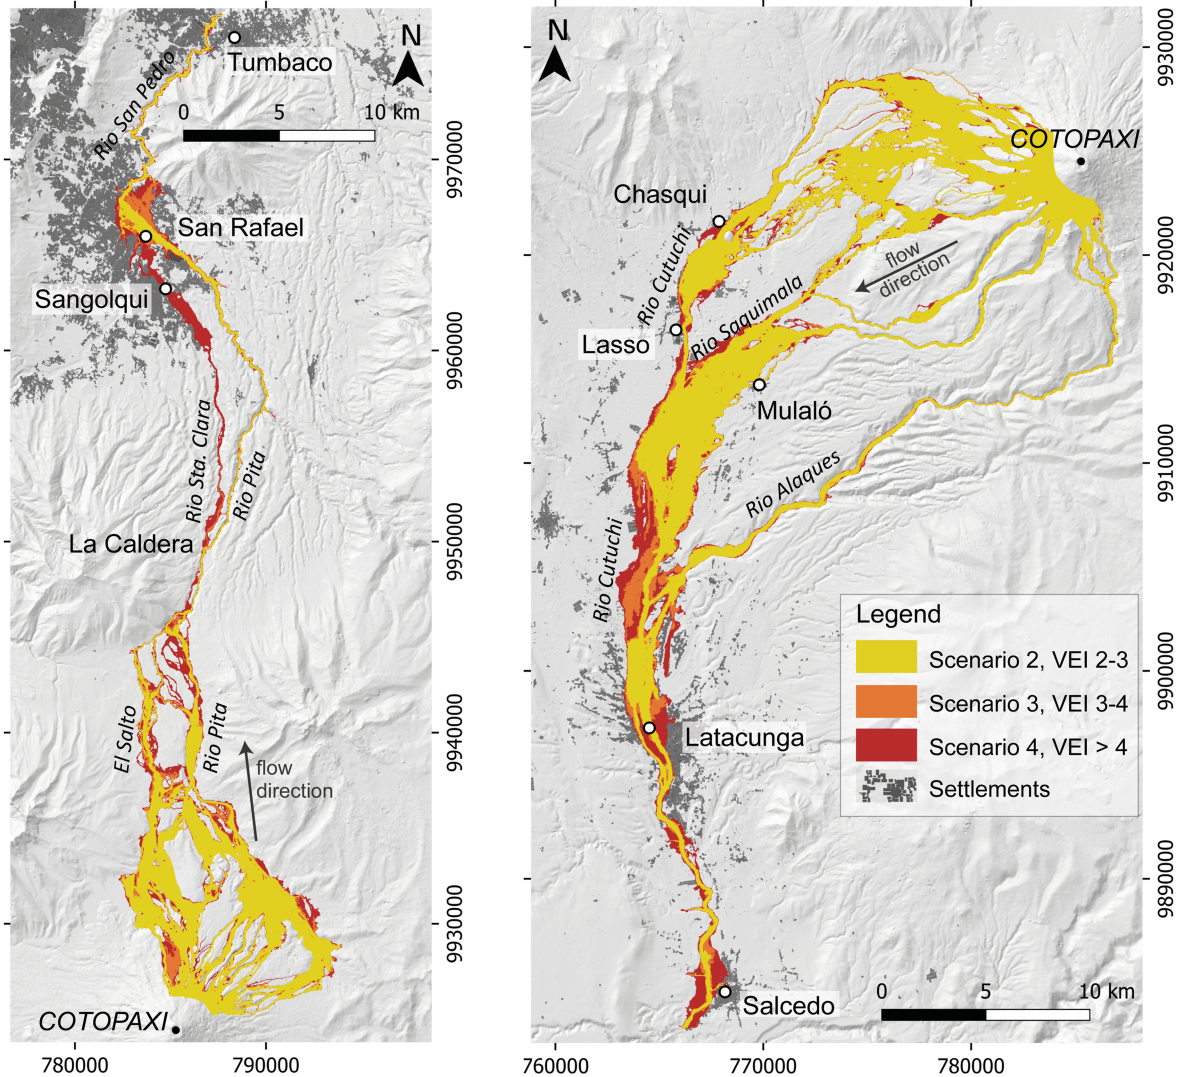 N
Tumbaco
0 5 10 km
Rio San Pedro
9970000
San Rafael
Sangolqui
9960000
Rio Sta. Clara
Rio Pita
La Caldera
9950000
El Salto
Rio Pita
9940000
flow
direction
9930000
COTOPAXI
780000 790000
N
9930000
COTOPAXI
Chasqui
Rio Cutuchi
9920000
flow
direction
Rio Saquimala
Lasso
Mulaló
9910000
Rio Alaques
Rio Cutuchi
9900000
Legend
Scenario 2, VEI 2-3
Scenario 3, VEI 3-4
Scenario 4, VEI > 4
Settlements
Latacunga
9890000
0 5 10 km
Salcedo
760000 770000 780000